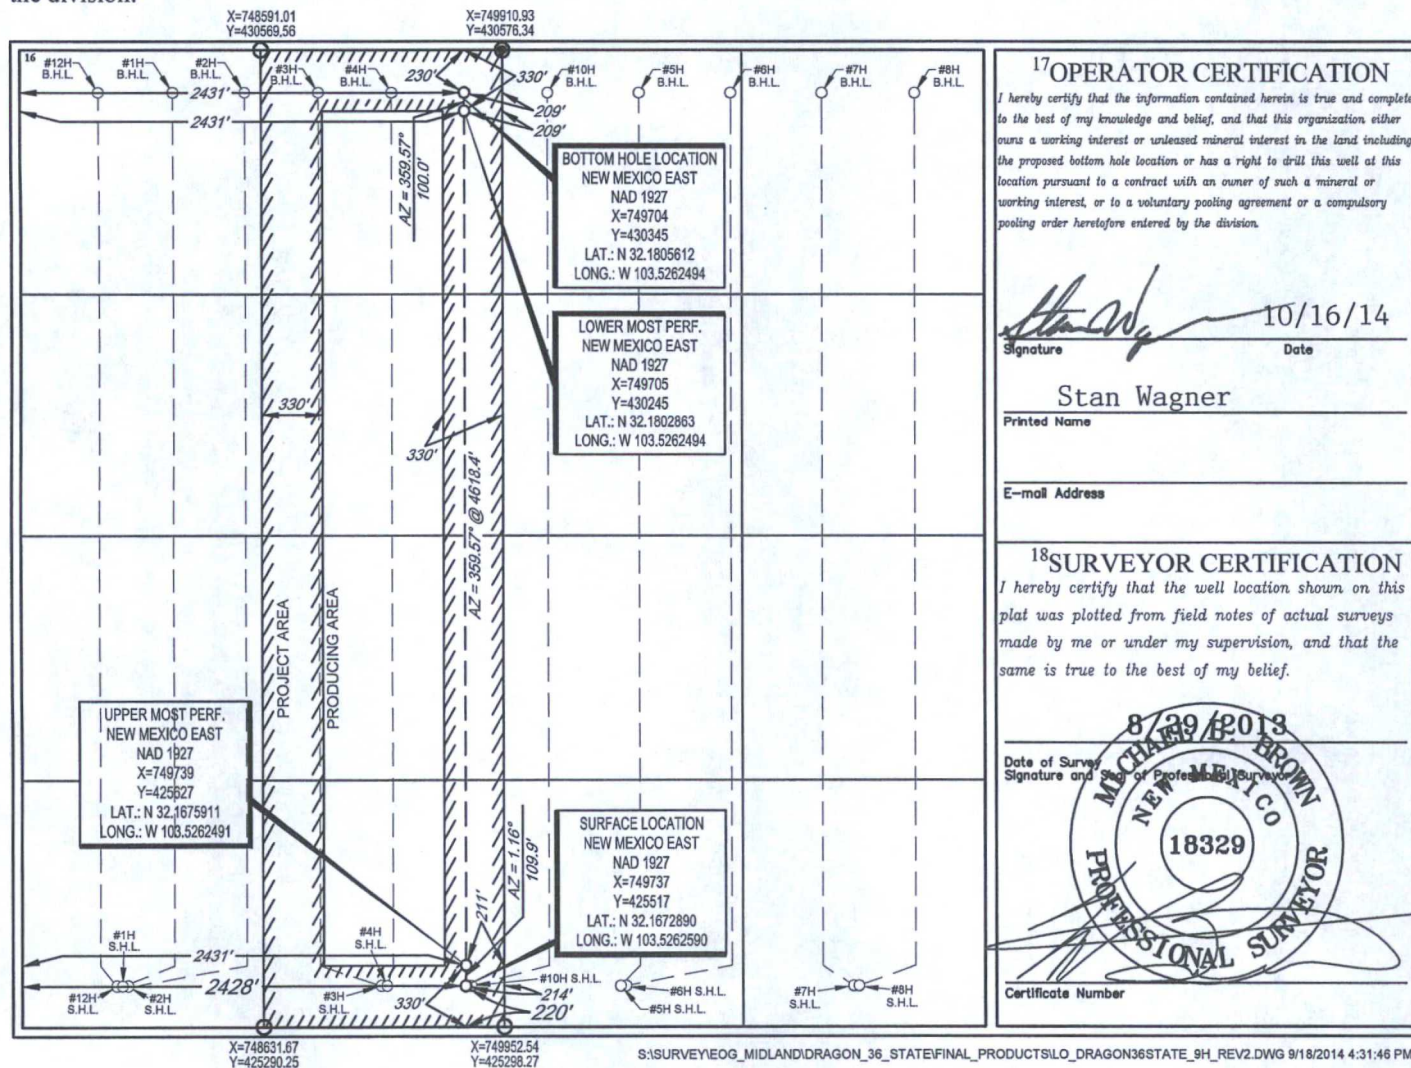 the division.
X=748591.01
Y=430569.56
X=749910.93
Y=430576.34
16
#12H
B.H.L.
#1H
B.H.L.
#2H
B.H.L.
#3H
B.H.L.
#4H
B.H.L.
230'
330'
#10H
B.H.L.
#5H
B.H.L.
#6H
B.H.L.
#7H
B.H.L.
#8H
B.H.L.
2431'
2431'
209'
209'
AZ = 359.57°
100.0'
BOTTOM HOLE LOCATION
NEW MEXICO EAST
NAD 1927
X=749704
Y=430345
LAT.: N 32.1805612
LONG.: W 103.5262494
LOWER MOST PERF.
NEW MEXICO EAST
NAD 1927
X=749705
Y=430245
LAT.: N 32.1802863
LONG.: W 103.5262494
330'
330'
AZ = 359.57° @ 4618.4'
PROJECT AREA
PRODUCING AREA
UPPER MOST PERF.
NEW MEXICO EAST
NAD 1927
X=749739
Y=425627
LAT.: N 32.1675911
LONG.: W 103.5262491
AZ = 1.16°
109.9'
211'
SURFACE LOCATION
NEW MEXICO EAST
NAD 1927
X=749737
Y=425517
LAT.: N 32.1672890
LONG.: W 103.5262590
#1H
S.H.L.
#4H
S.H.L.
2431'
2428'
#12H
S.H.L.
#2H
S.H.L.
#3H
S.H.L.
330'
#10H S.H.L.
214'
220'
#6H S.H.L.
#5H S.H.L.
#7H
S.H.L.
#8H
S.H.L.
X=748631.67
Y=425290.25
X=749952.54
Y=425298.27
17 OPERATOR CERTIFICATION
I hereby certify that the information contained herein is true and complete
to the best of my knowledge and belief, and that this organization either
owns a working interest or unleased mineral interest in the land including
the proposed bottom hole location or has a right to drill this well at this
location pursuant to a contract with an owner of such a mineral or
working interest, or to a voluntary pooling agreement or a compulsory
pooling order heretofore entered by the division.
10/16/14
Signature Date
Stan Wagner
Printed Name
E-mail Address
18 SURVEYOR CERTIFICATION
I hereby certify that the well location shown on this
plat was plotted from field notes of actual surveys
made by me or under my supervision, and that the
same is true to the best of my belief.
8/29/2013
Date of Survey
Signature and Seal of Professional Surveyor
MICHAEL B. BROWN
NEW MEXICO
18329
PROFESSIONAL SURVEYOR
Certificate Number
S:\SURVEY\EOG_MIDLAND\DRAGON_36_STATE\FINAL_PRODUCTS\LO_DRAGON36STATE_9H_REV2.DWG 9/18/2014 4:31:46 PM